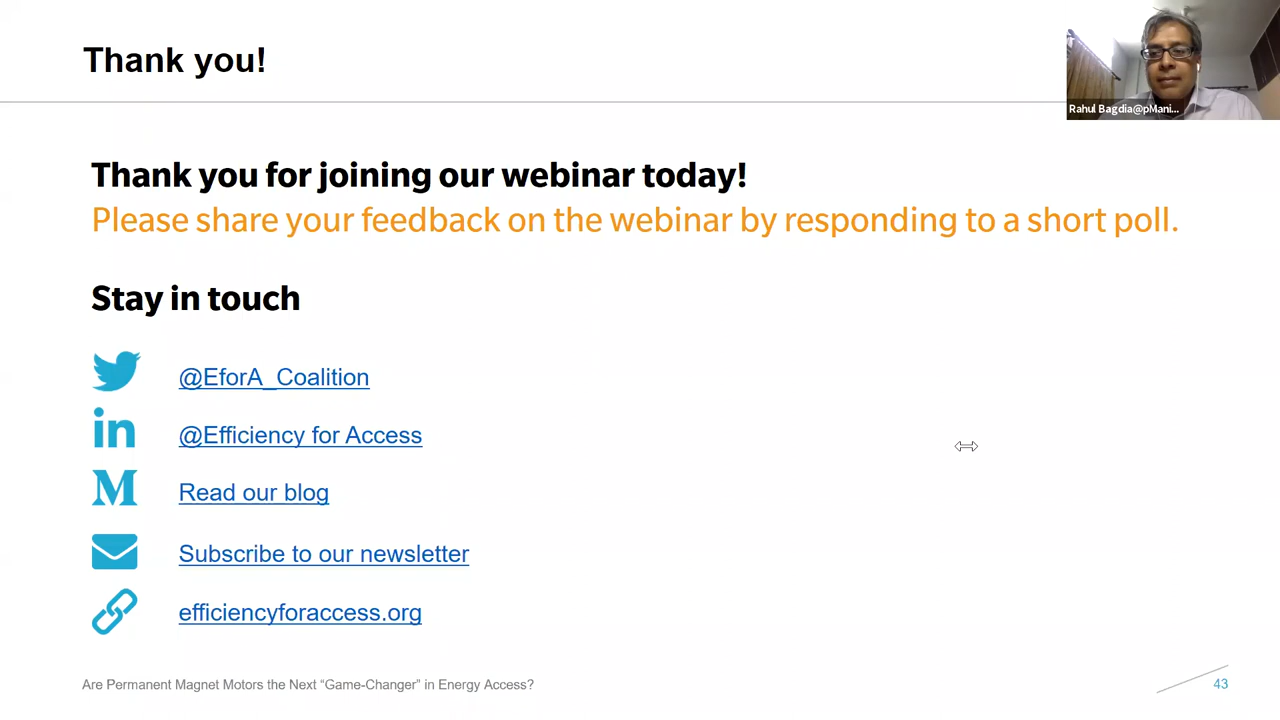 Thank you!
Rahul Bagdia@pMani...
Thank you for joining our webinar today!
Please share your feedback on the webinar by responding to a short poll.
Stay in touch
@EforA_Coalition
in @Efficiency for Access
M Read our blog
Subscribe to our newsletter
efficiencyforaccess.org
Are Permanent Magnet Motors the Next “Game-Changer” in Energy Access?
43